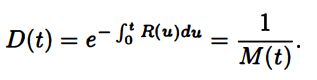 D(t) = e^{- \int_0^t R(u)du} = \frac{1}{M(t)}.